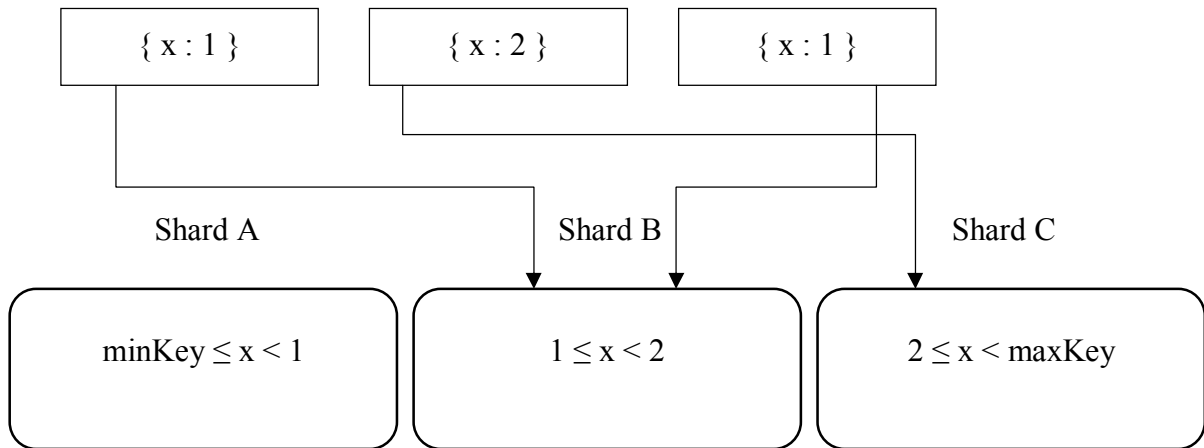 { x : 1 }
{ x : 2 }
{ x : 1 }
Shard A
Shard B
Shard C
minKey ≤ x < 1
1 ≤ x < 2
2 ≤ x < maxKey